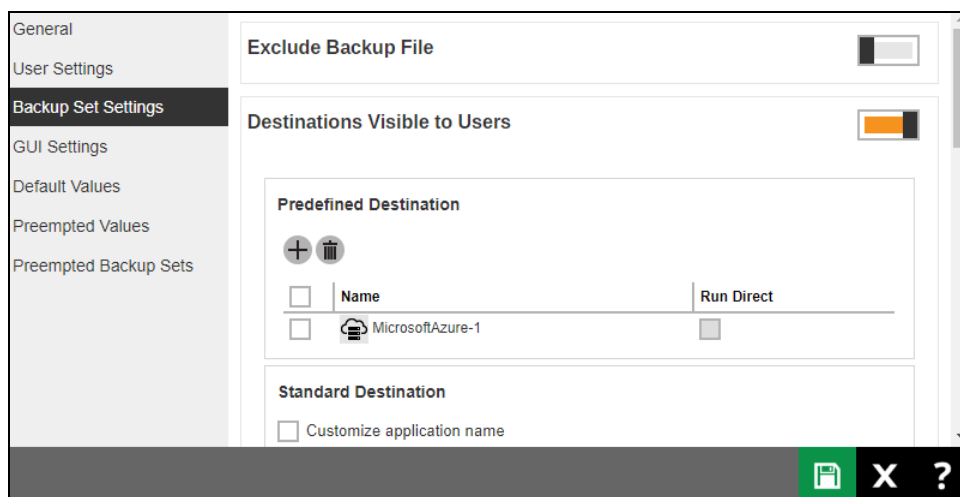 General
User Settings
Backup Set Settings
GUI Settings
Default Values
Preempted Values
Preempted Backup Sets
Exclude Backup File
Destinations Visible to Users
Predefined Destination
Name Run Direct
MicrosoftAzure-1
Standard Destination
Customize application name
X ?